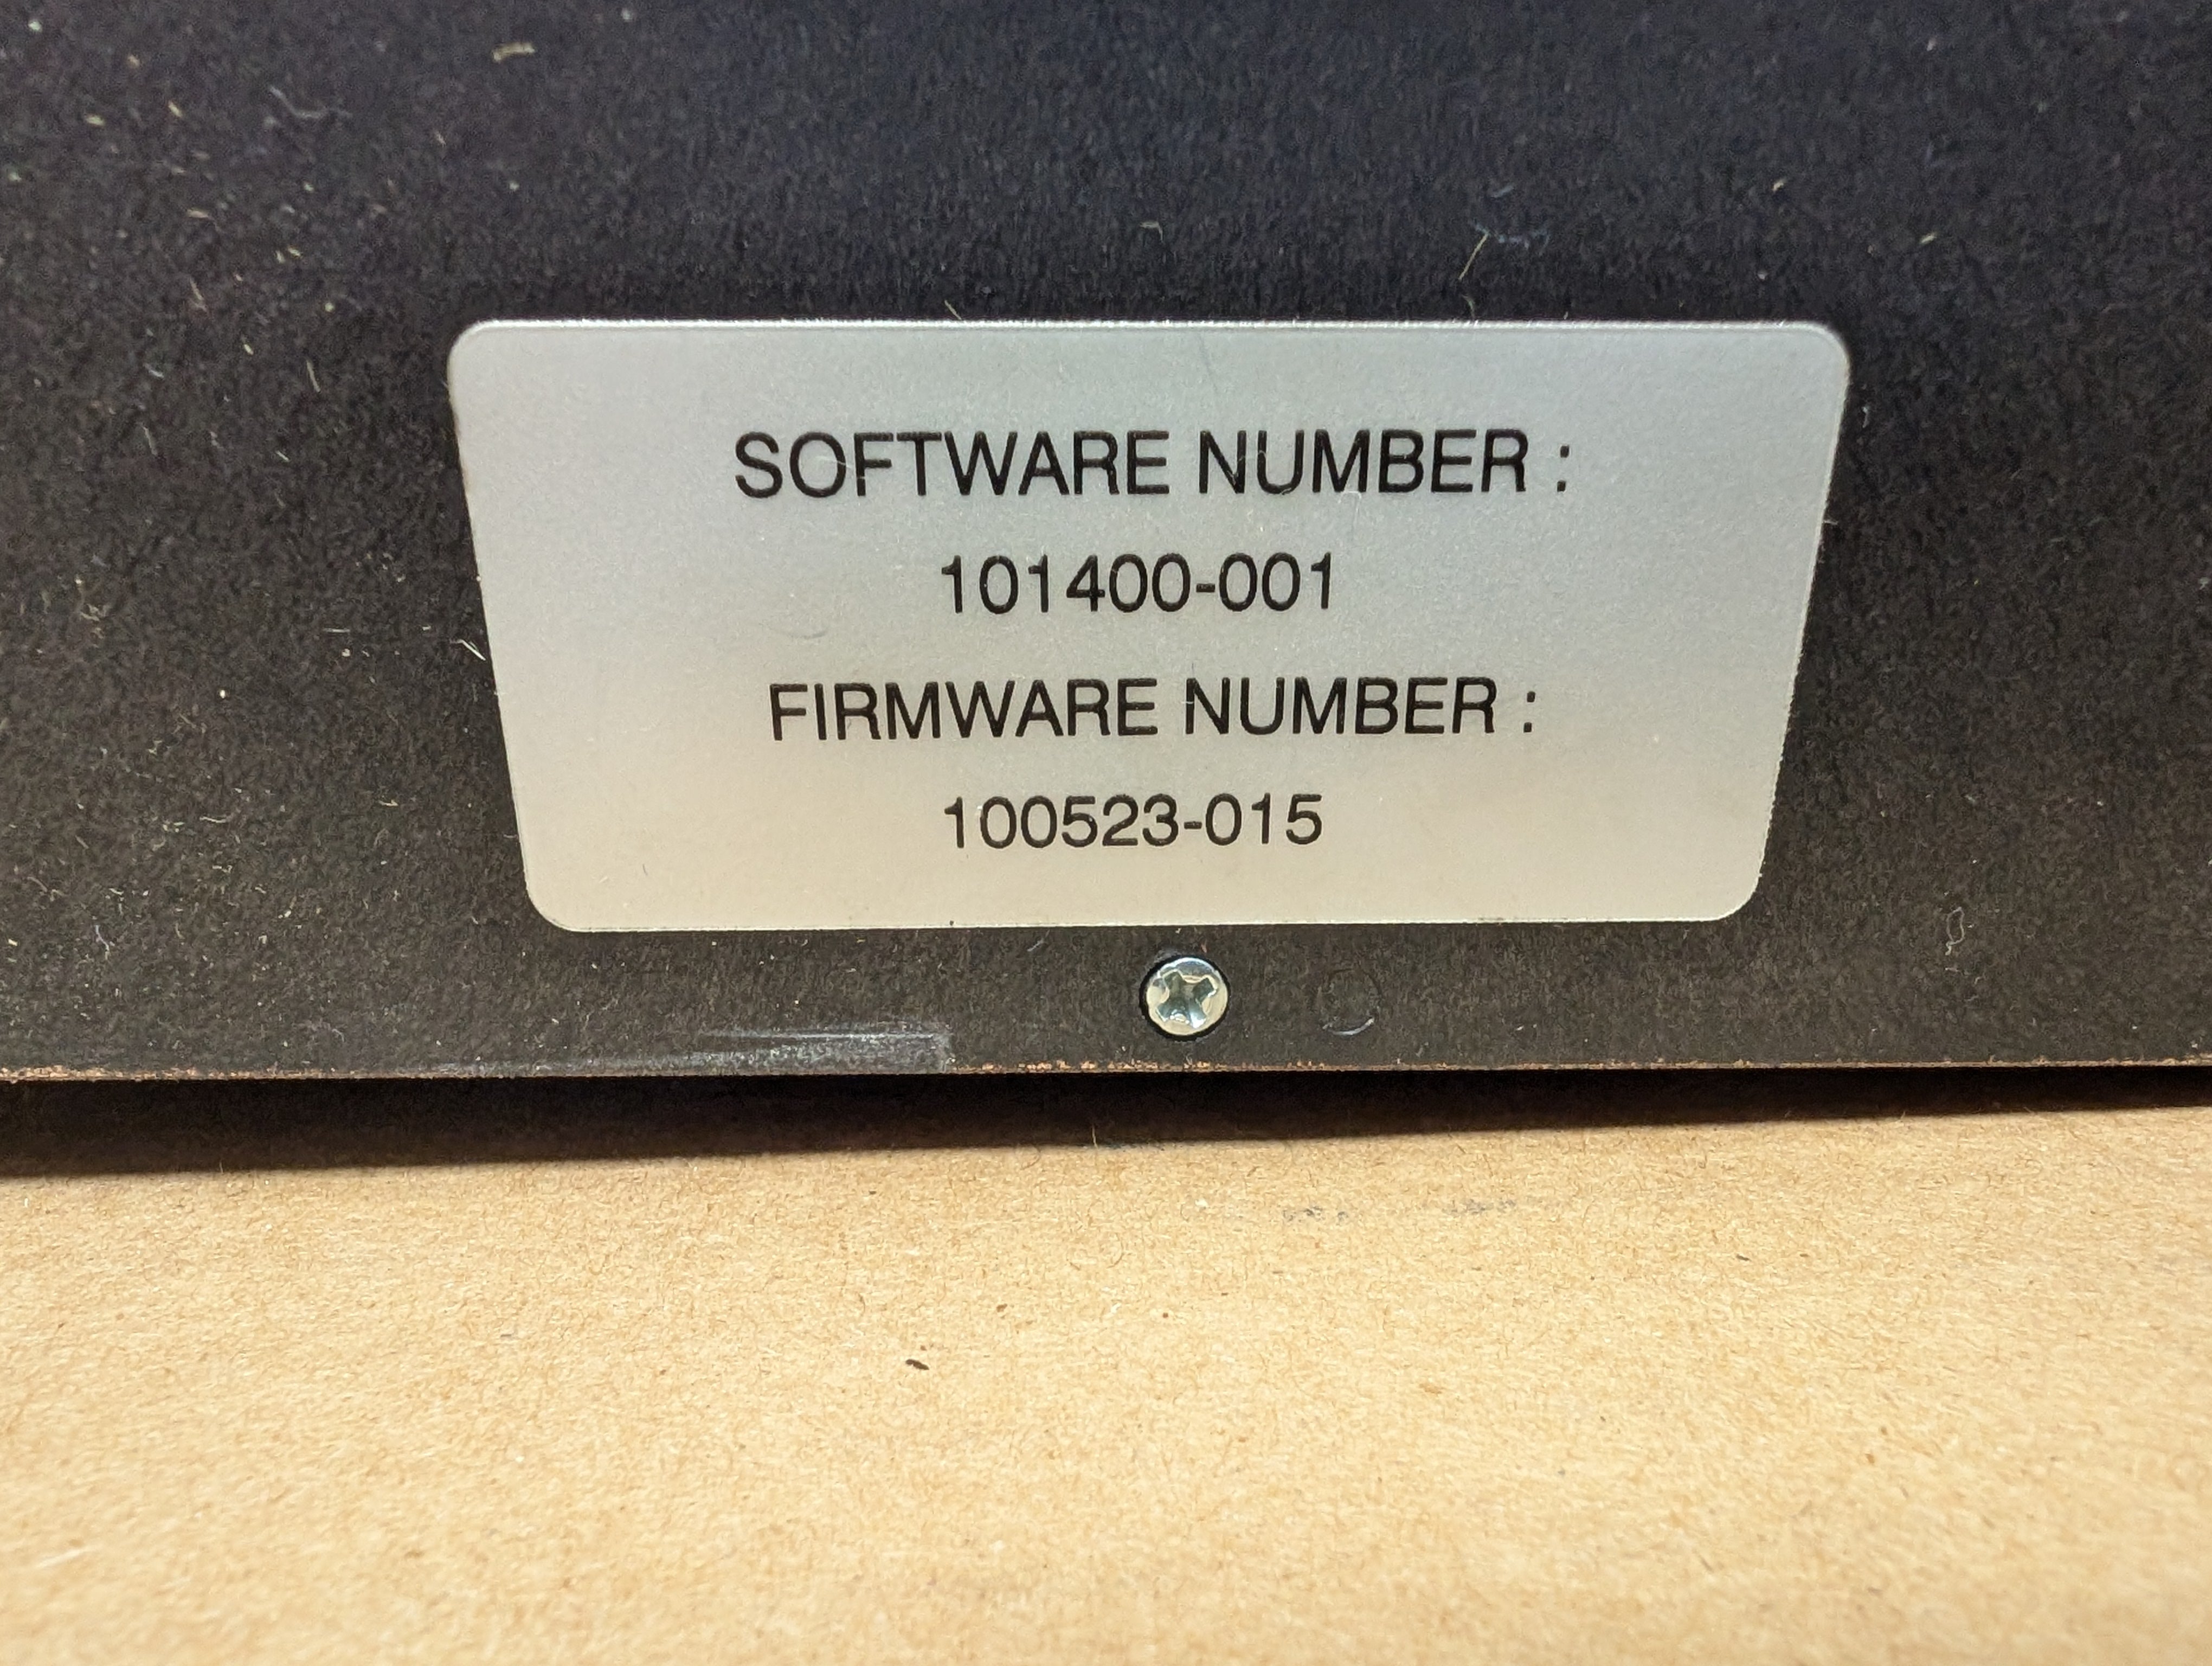 SOFTWARE NUMBER :
101400-001
FIRMWARE NUMBER :
100523-015